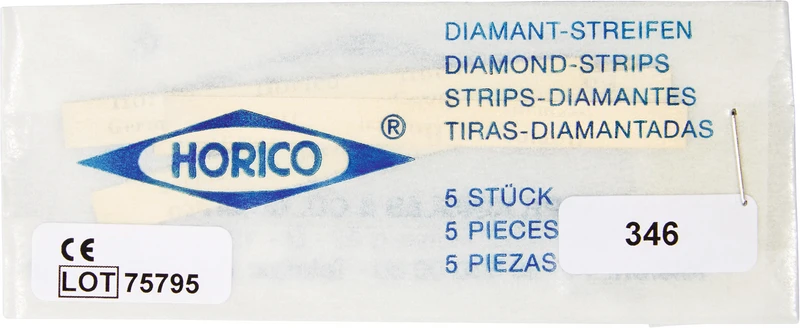 DIAMANT-STREIFEN
DIAMOND-STRIPS
STRIPS-DIAMANTES
TIRAS-DIAMANTADAS
HORICO ®
5 STÜCK
5 PIECES
5 PIEZAS
346
CE
LOT 75795